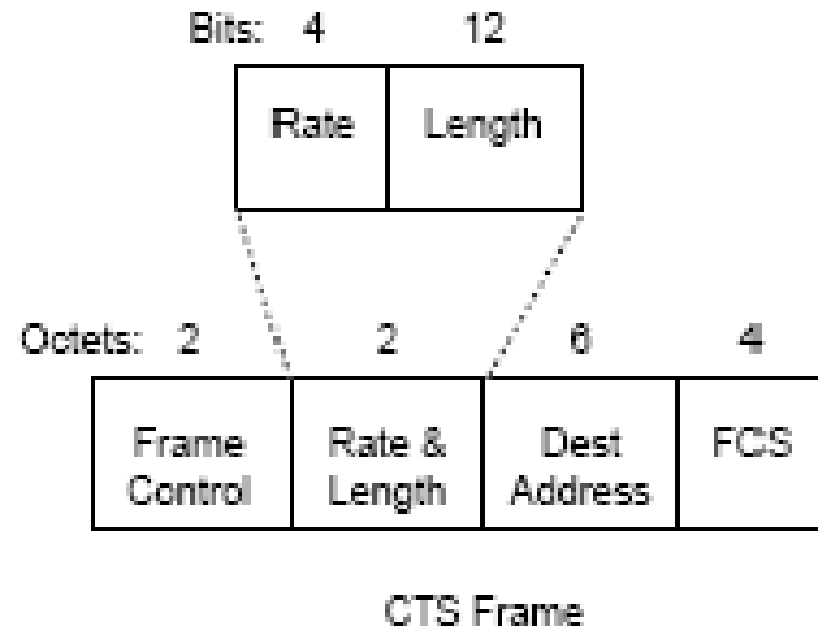 Bits: 4 12
Rate Length
Octets: 2 2 6 4
Frame Rate & Dest FCS
Control Length Address
CTS Frame